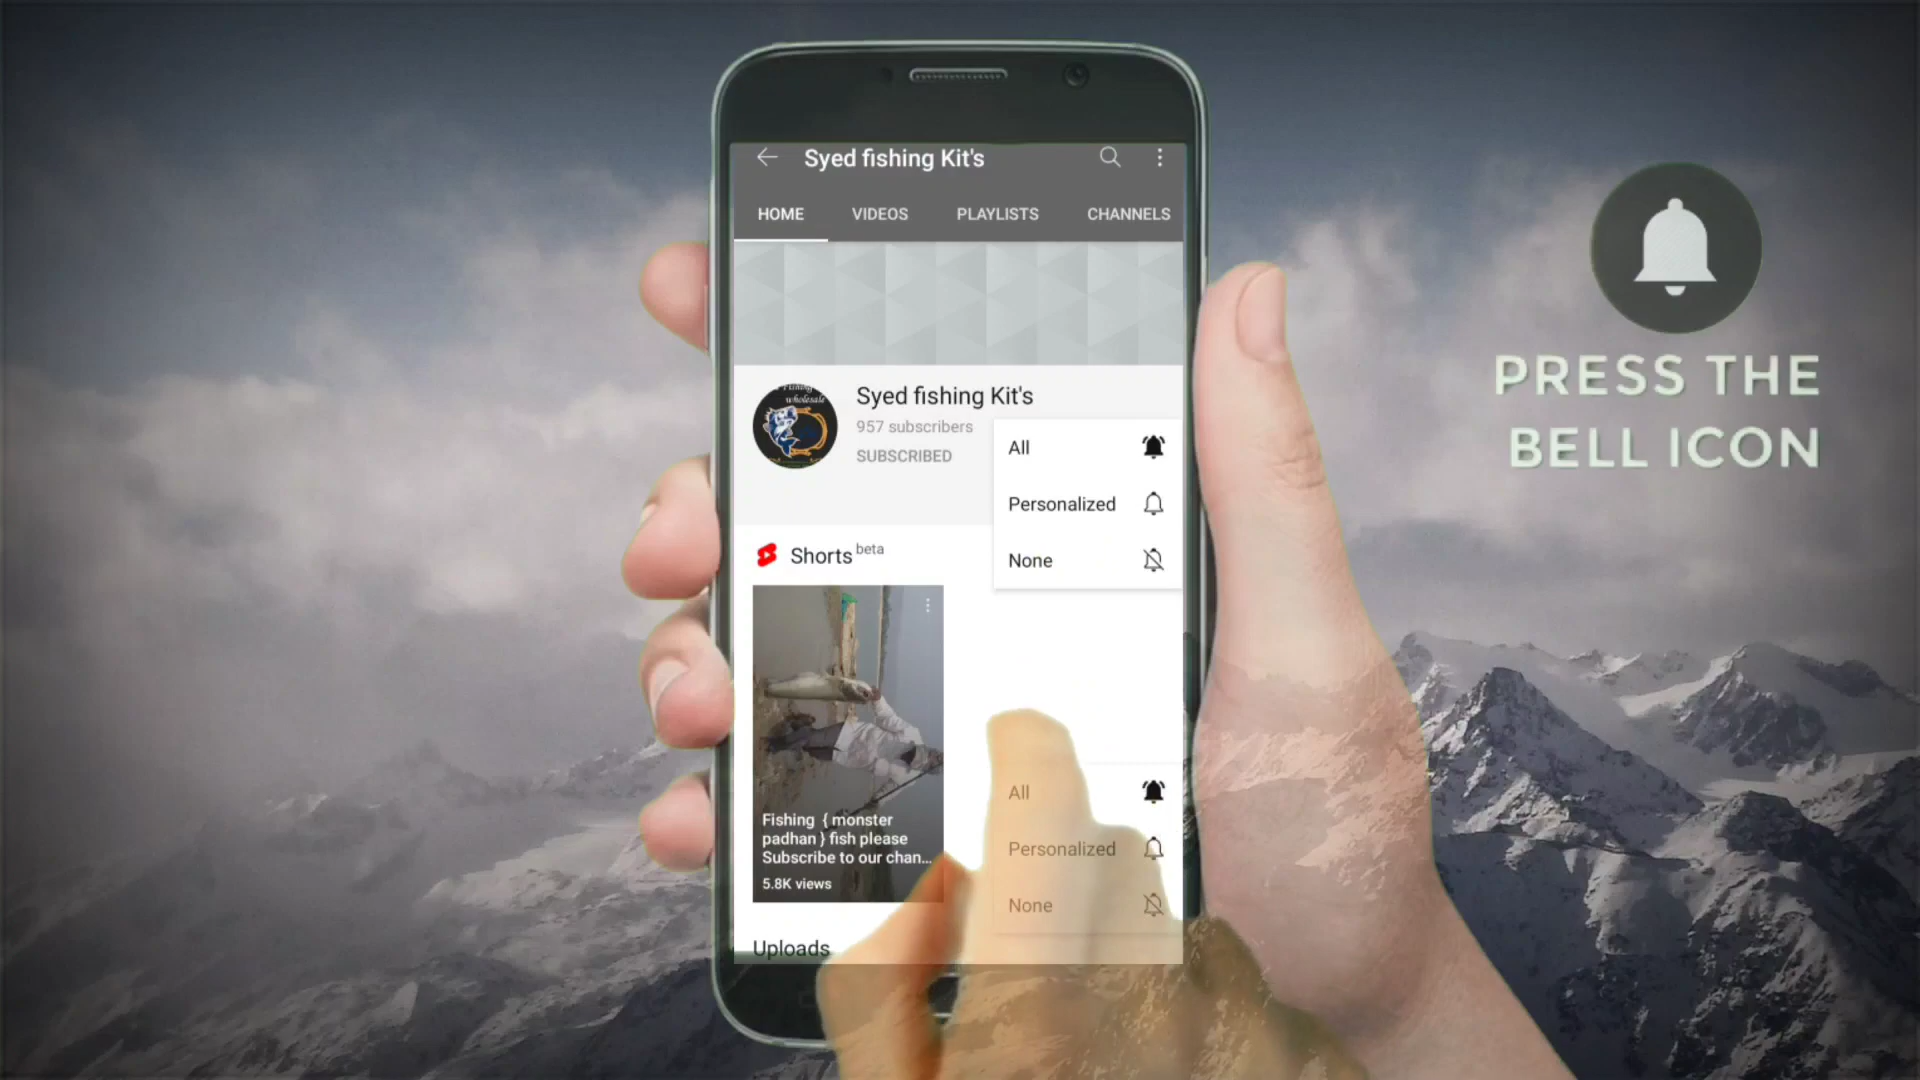 Syed fishing Kit's
HOME VIDEOS PLAYLISTS CHANNELS
wholesale
Syed fishing Kit's
957 subscribers
SUBSCRIBED
All
Personalized
None
Shorts beta
Fishing { monster
padhan } fish please
Subscribe to our chan...
5.8K views
All
Personalized
None
Uploads
PRESS THE
BELL ICON